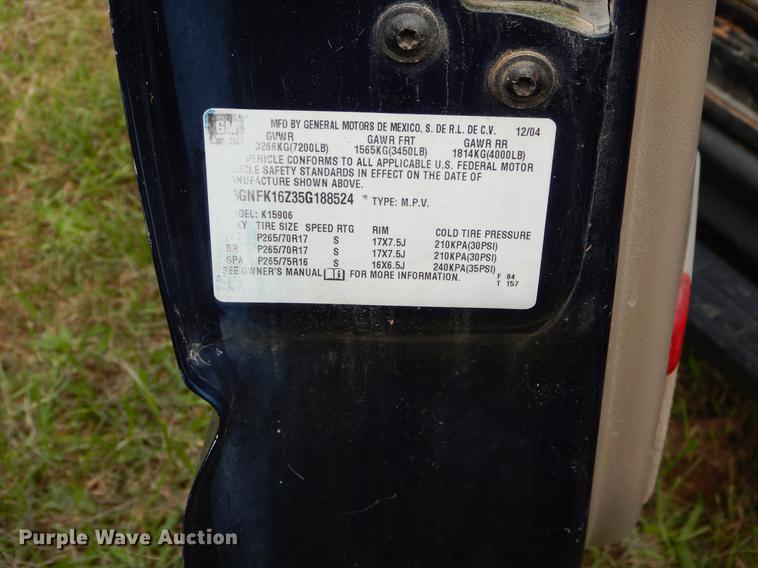 GM
MFD BY GENERAL MOTORS DE MEXICO, S. DE R.L. DE C.V. 12/04
GVWR GAWR FRT GAWR RR
3266KG(7200LB) 1565KG(3450LB) 1814KG(4000LB)
VEHICLE CONFORMS TO ALL APPLICABLE U.S. FEDERAL MOTOR
SAFETY STANDARDS IN EFFECT ON THE DATE OF
SHOWN ABOVE.
GNFK16Z35G188524 * TYPE: M.P.V.
DEL: K15906
TIRE SIZE SPEED RTG RIM COLD TIRE PRESSURE
P265/70R17 S 17X7.5J 210KPA(30PSI)
P265/70R17 S 17X7.5J 210KPA(30PSI)
SPA P265/75R16 S 16X6.5J 240KPA(35PSI)
SEE OWNER'S MANUAL FOR MORE INFORMATION.
F 84
T 157
Purple Wave Auction